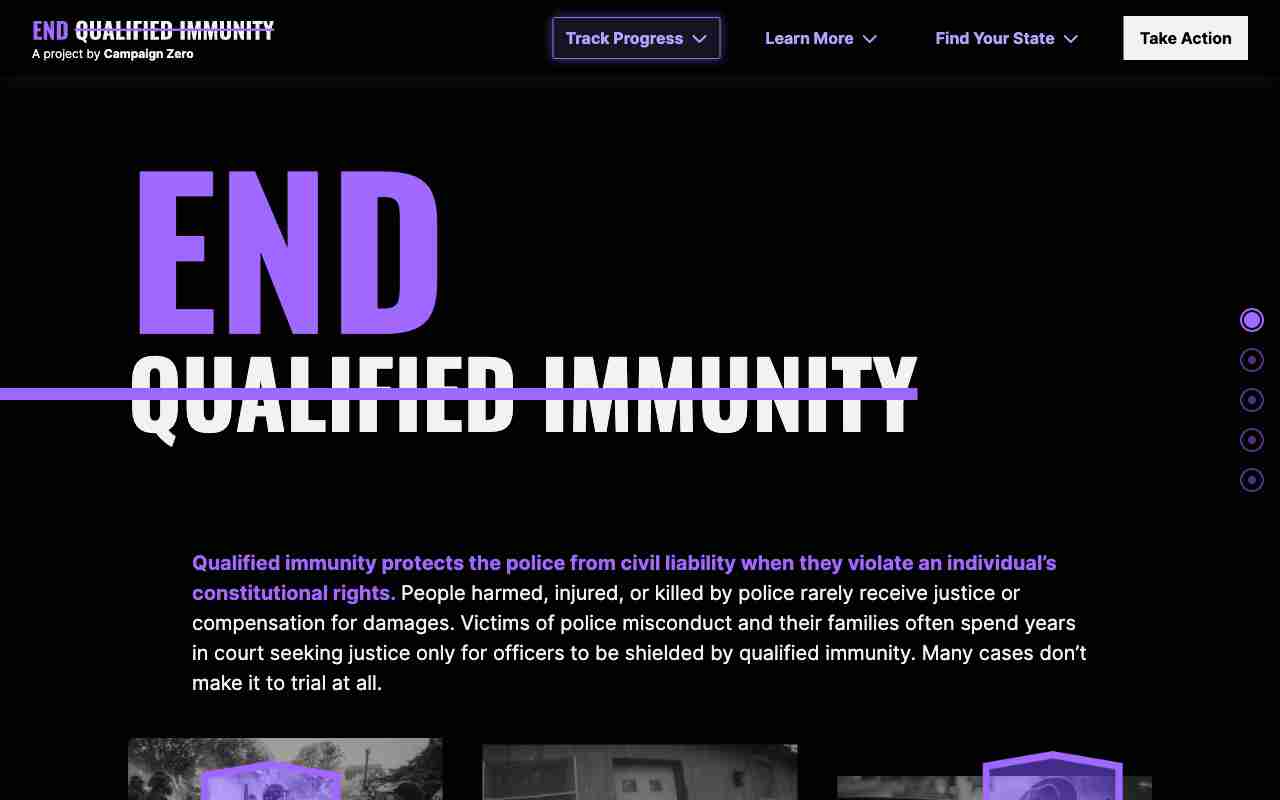 END QUALIFIED IMMUNITY
A project by Campaign Zero
Track Progress
Learn More
Find Your State
Take Action
END
QUALIFIED IMMUNITY
Qualified immunity protects the police from civil liability when they violate an individual’s
constitutional rights. People harmed, injured, or killed by police rarely receive justice or
compensation for damages. Victims of police misconduct and their families often spend years
in court seeking justice only for officers to be shielded by qualified immunity. Many cases don’t
make it to trial at all.